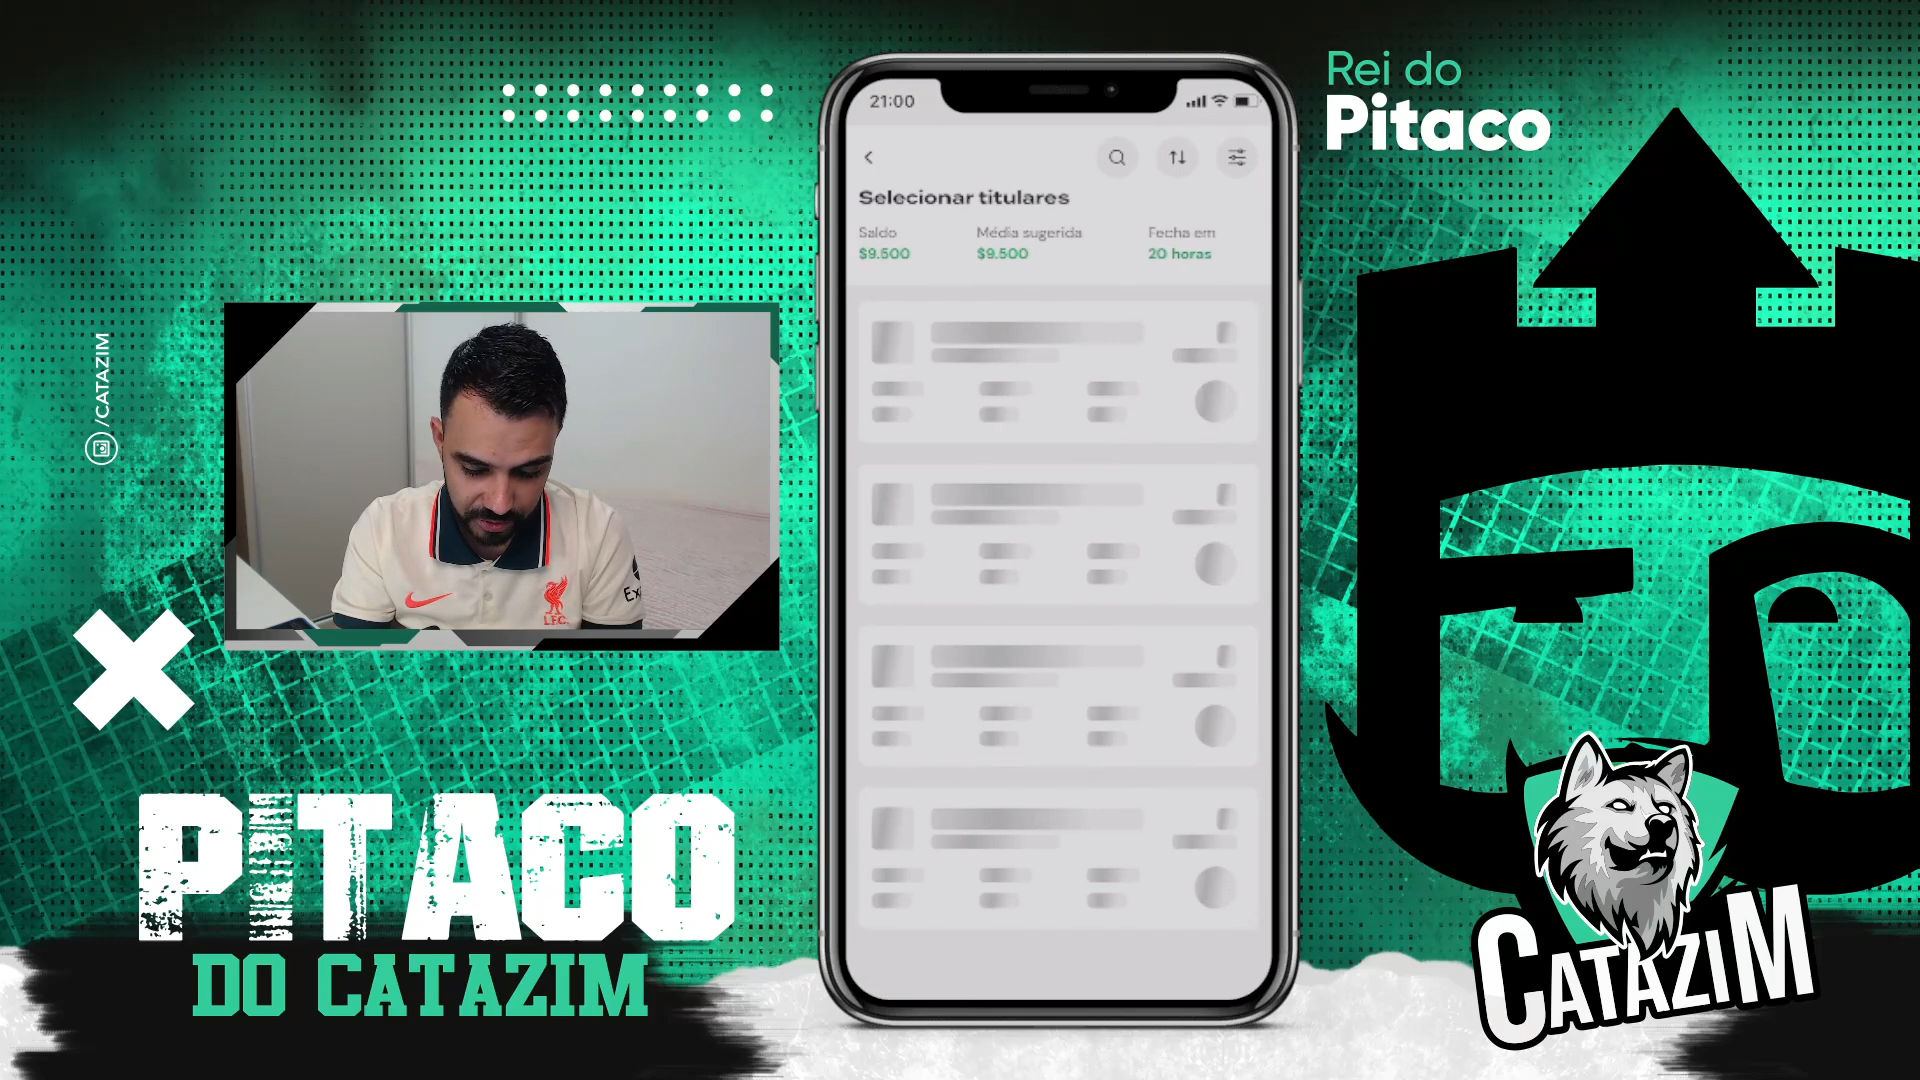 Rei do
Pitaco
21:00
Selecionar titulares
Saldo
Média sugerida
Fecha em
$9.500
$9.500
20 horas
/CATAZIM
L.F.C.
PITACO
DO CATAZIM
CATAZIM